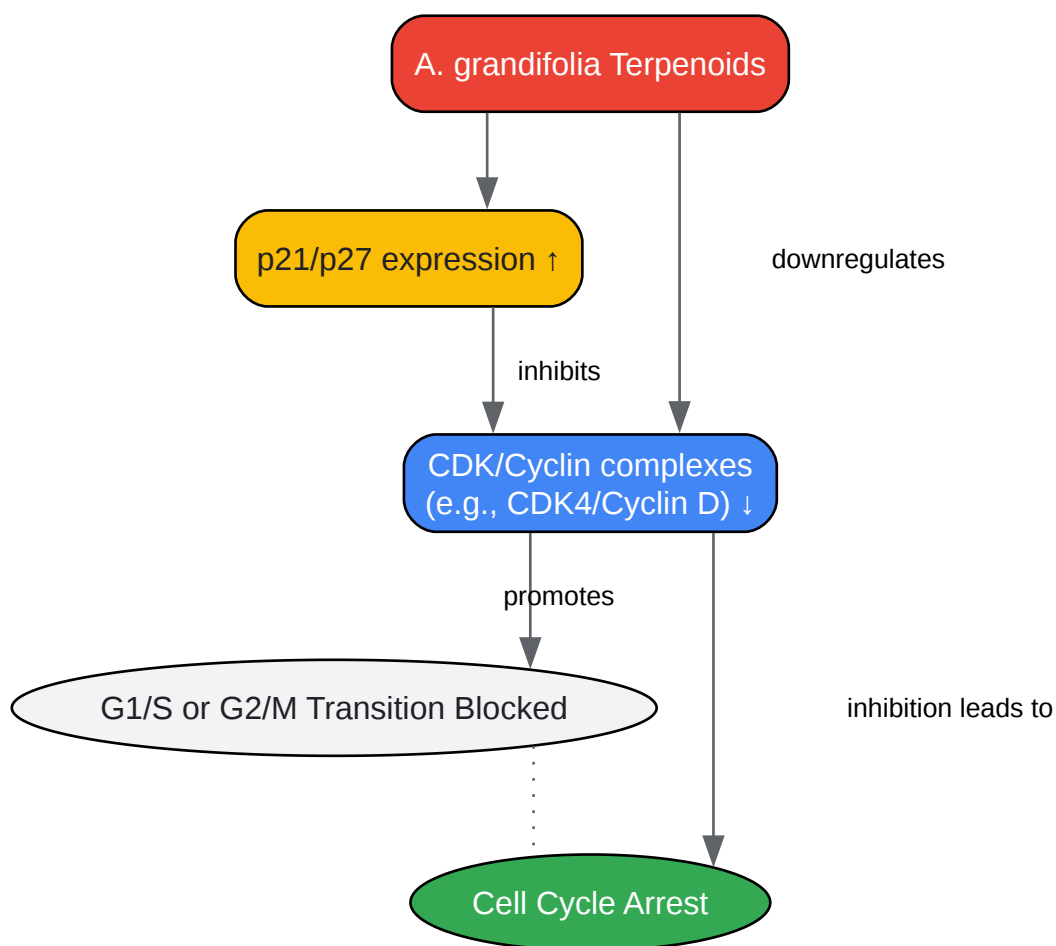 A. grandifolia Terpenoids
p21/p27 expression ↑
downregulates
inhibits
CDK/Cyclin complexes
(e.g., CDK4/Cyclin D) ↓
promotes
G1/S or G2/M Transition Blocked
inhibition leads to
Cell Cycle Arrest